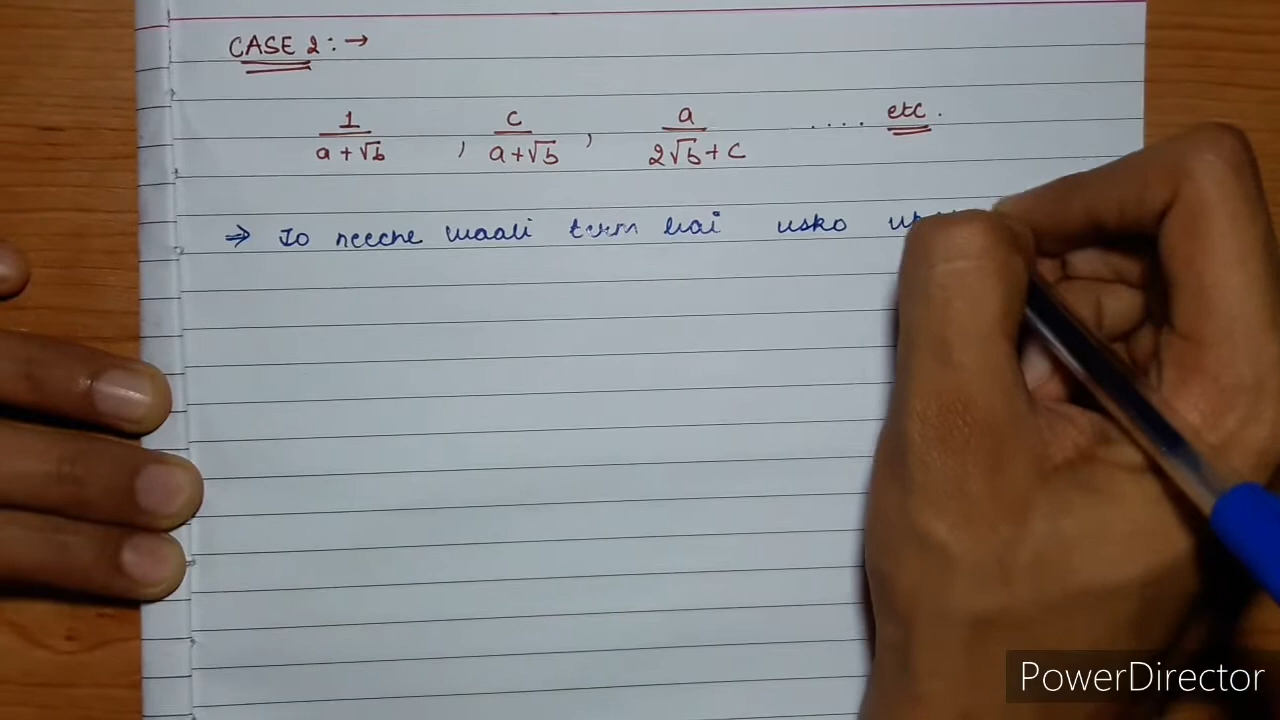 CASE 2 : →
1/(a + √b) , c/(a + √b) , a/(2√b + c) .... etc.
⇒ Jo neeche waali term hai usko
PowerDirector